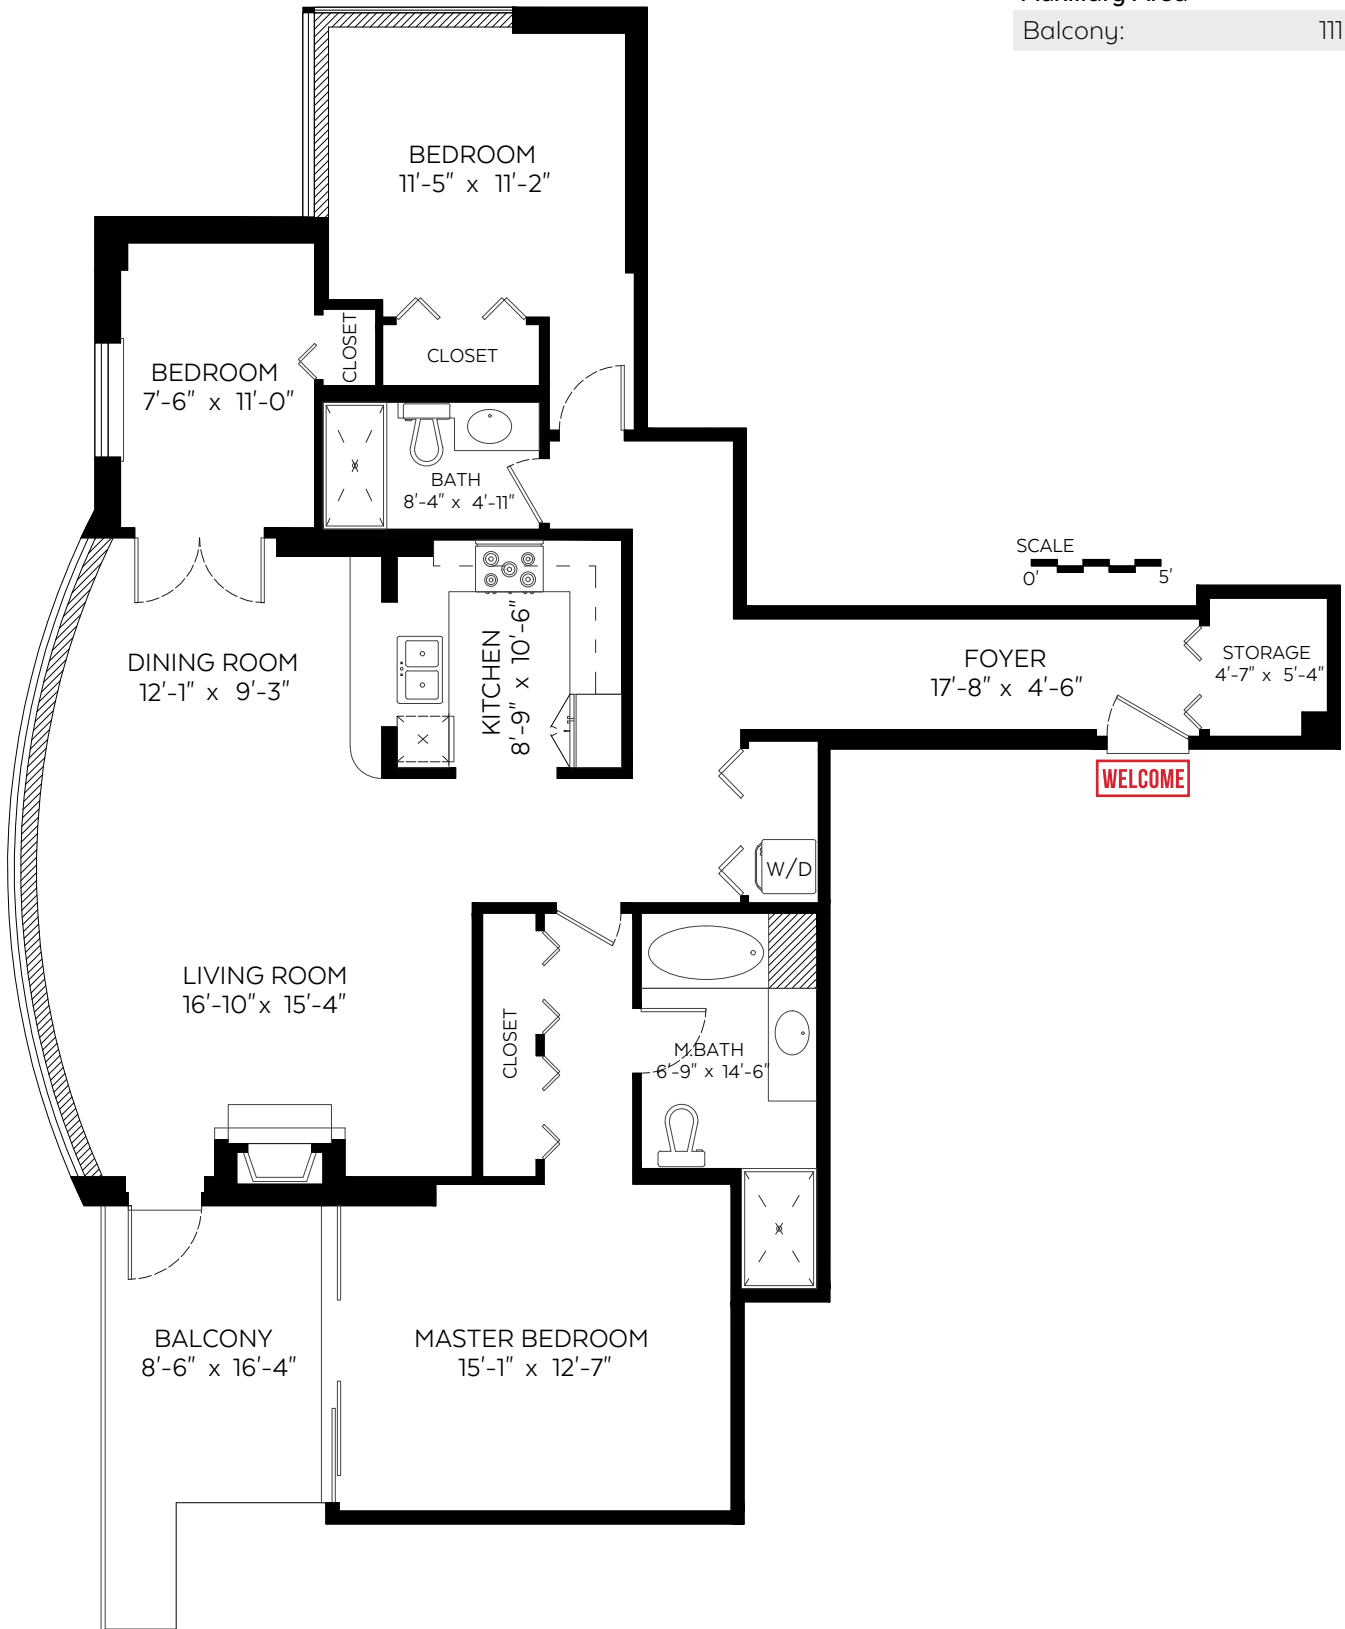 Auxiliary Area
Balcony: 111
BEDROOM
11'-5" x 11'-2"
CLOSET
CLOSET
BEDROOM
7'-6" x 11'-0"
BATH
8'-4" x 4'-11"
SCALE
0' 5'
KITCHEN
8'-9" x 10'-6"
DINING ROOM
12'-1" x 9'-3"
FOYER
17'-8" x 4'-6"
STORAGE
4'-7" x 5'-4"
WELCOME
W/D
LIVING ROOM
16'-10" x 15'-4"
CLOSET
M.BATH
6'-9" x 14'-6"
BALCONY
8'-6" x 16'-4"
MASTER BEDROOM
15'-1" x 12'-7"